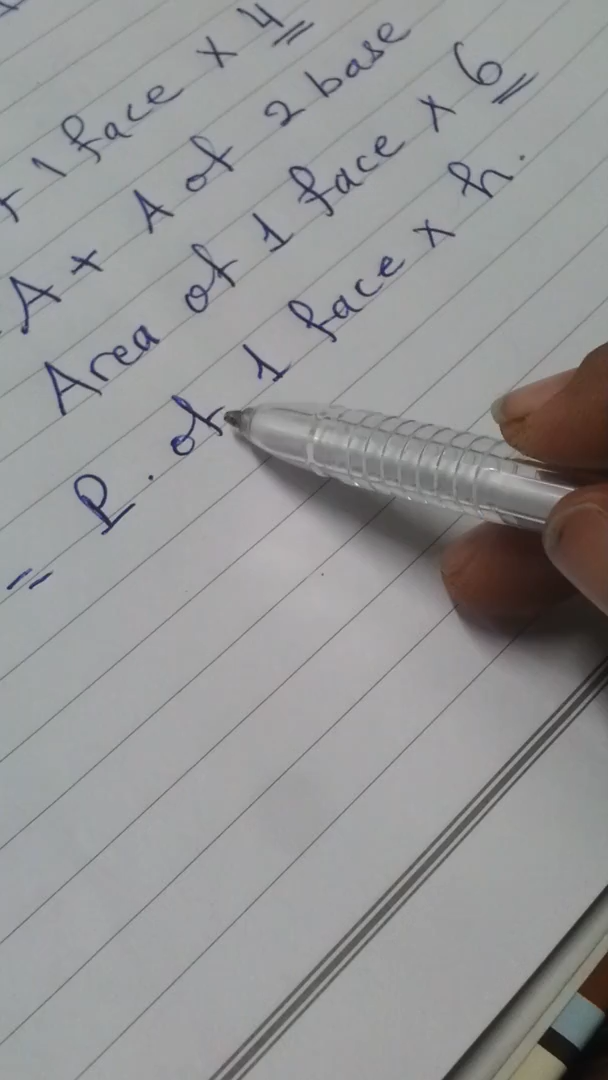 1 face × 4
A + A of 2 base
Area of 1 face × 6
= P. of 1 face × h.